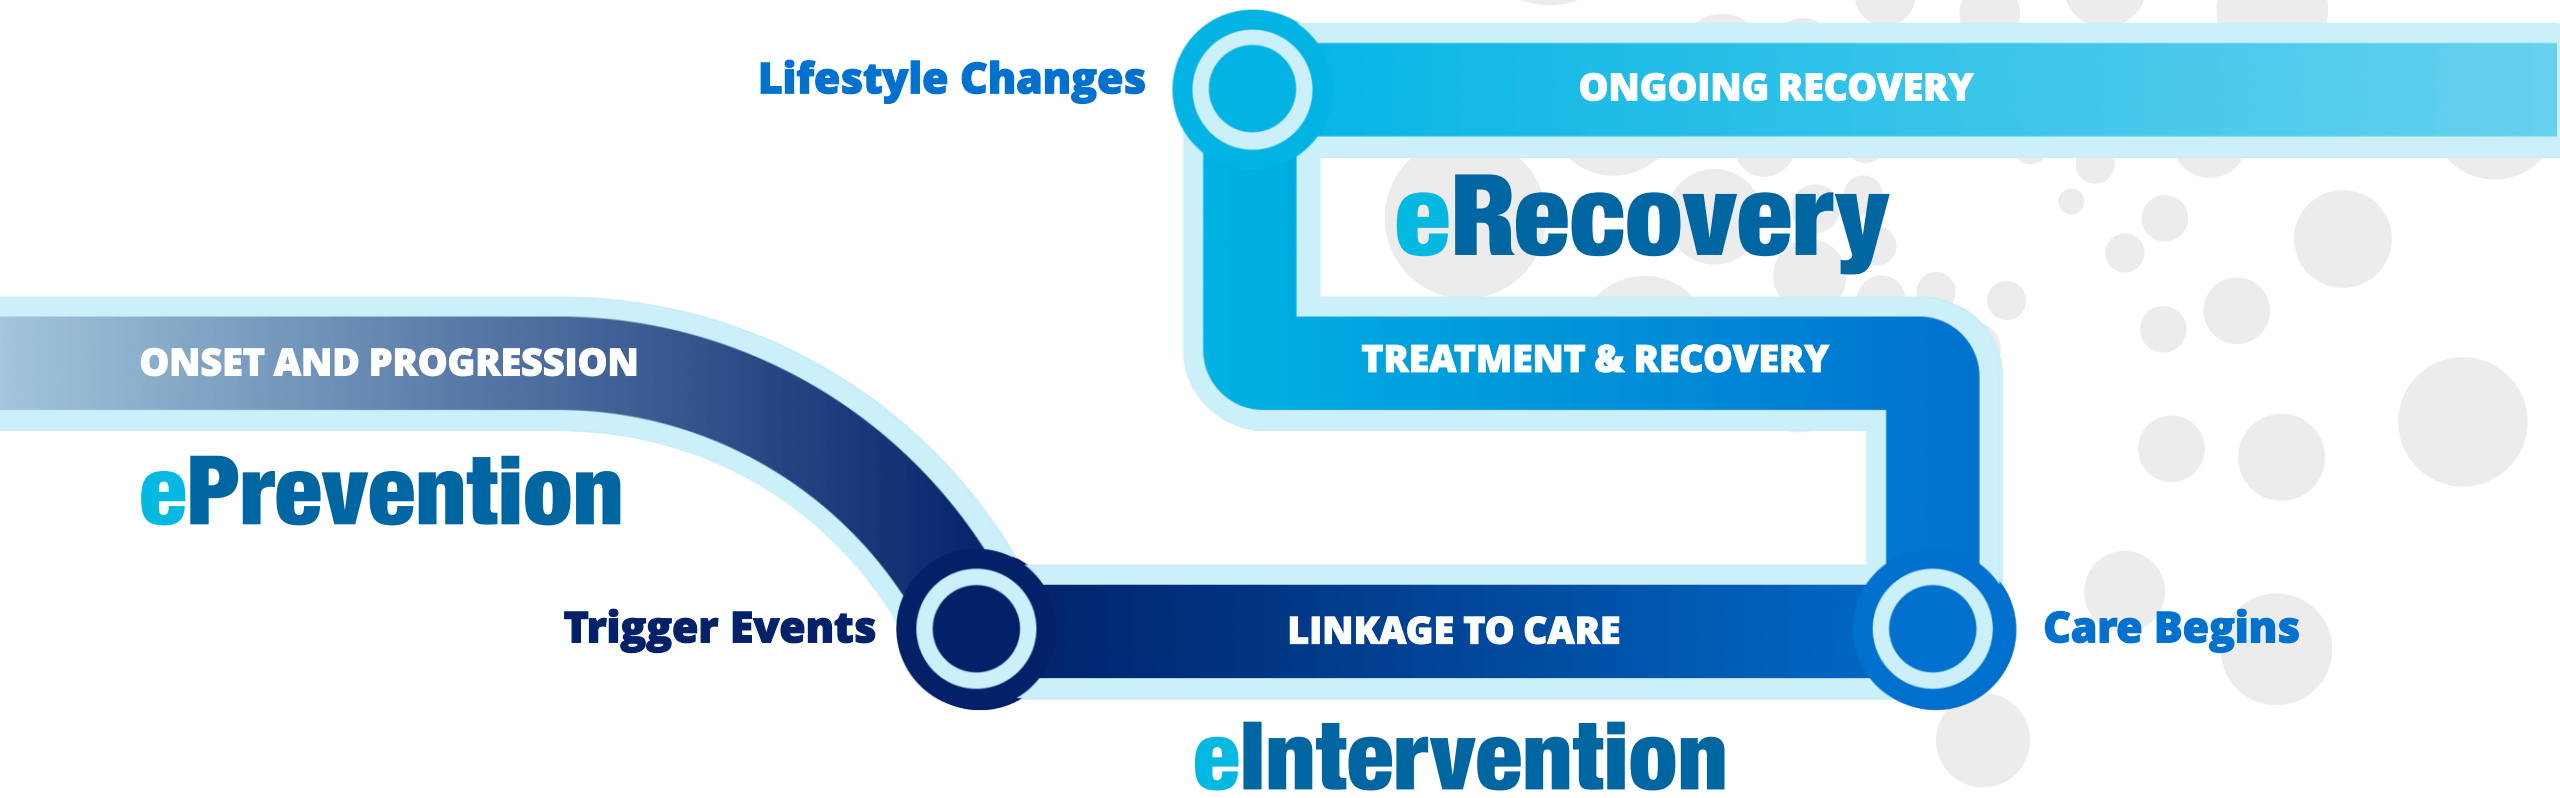 Lifestyle Changes
ONGOING RECOVERY
eRecovery
ONSET AND PROGRESSION
TREATMENT & RECOVERY
ePrevention
Trigger Events
LINKAGE TO CARE
Care Begins
eIntervention